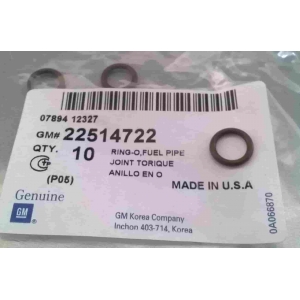 07894 12327
GM# 22514722
QTY. 10
RING-O,FUEL PIPE
JOINT TORIQUE
ANILLO EN O
(P05)
MADE IN U.S.A
Genuine
GM
GM Korea Company
Inchon 403-714, Korea
0A066870